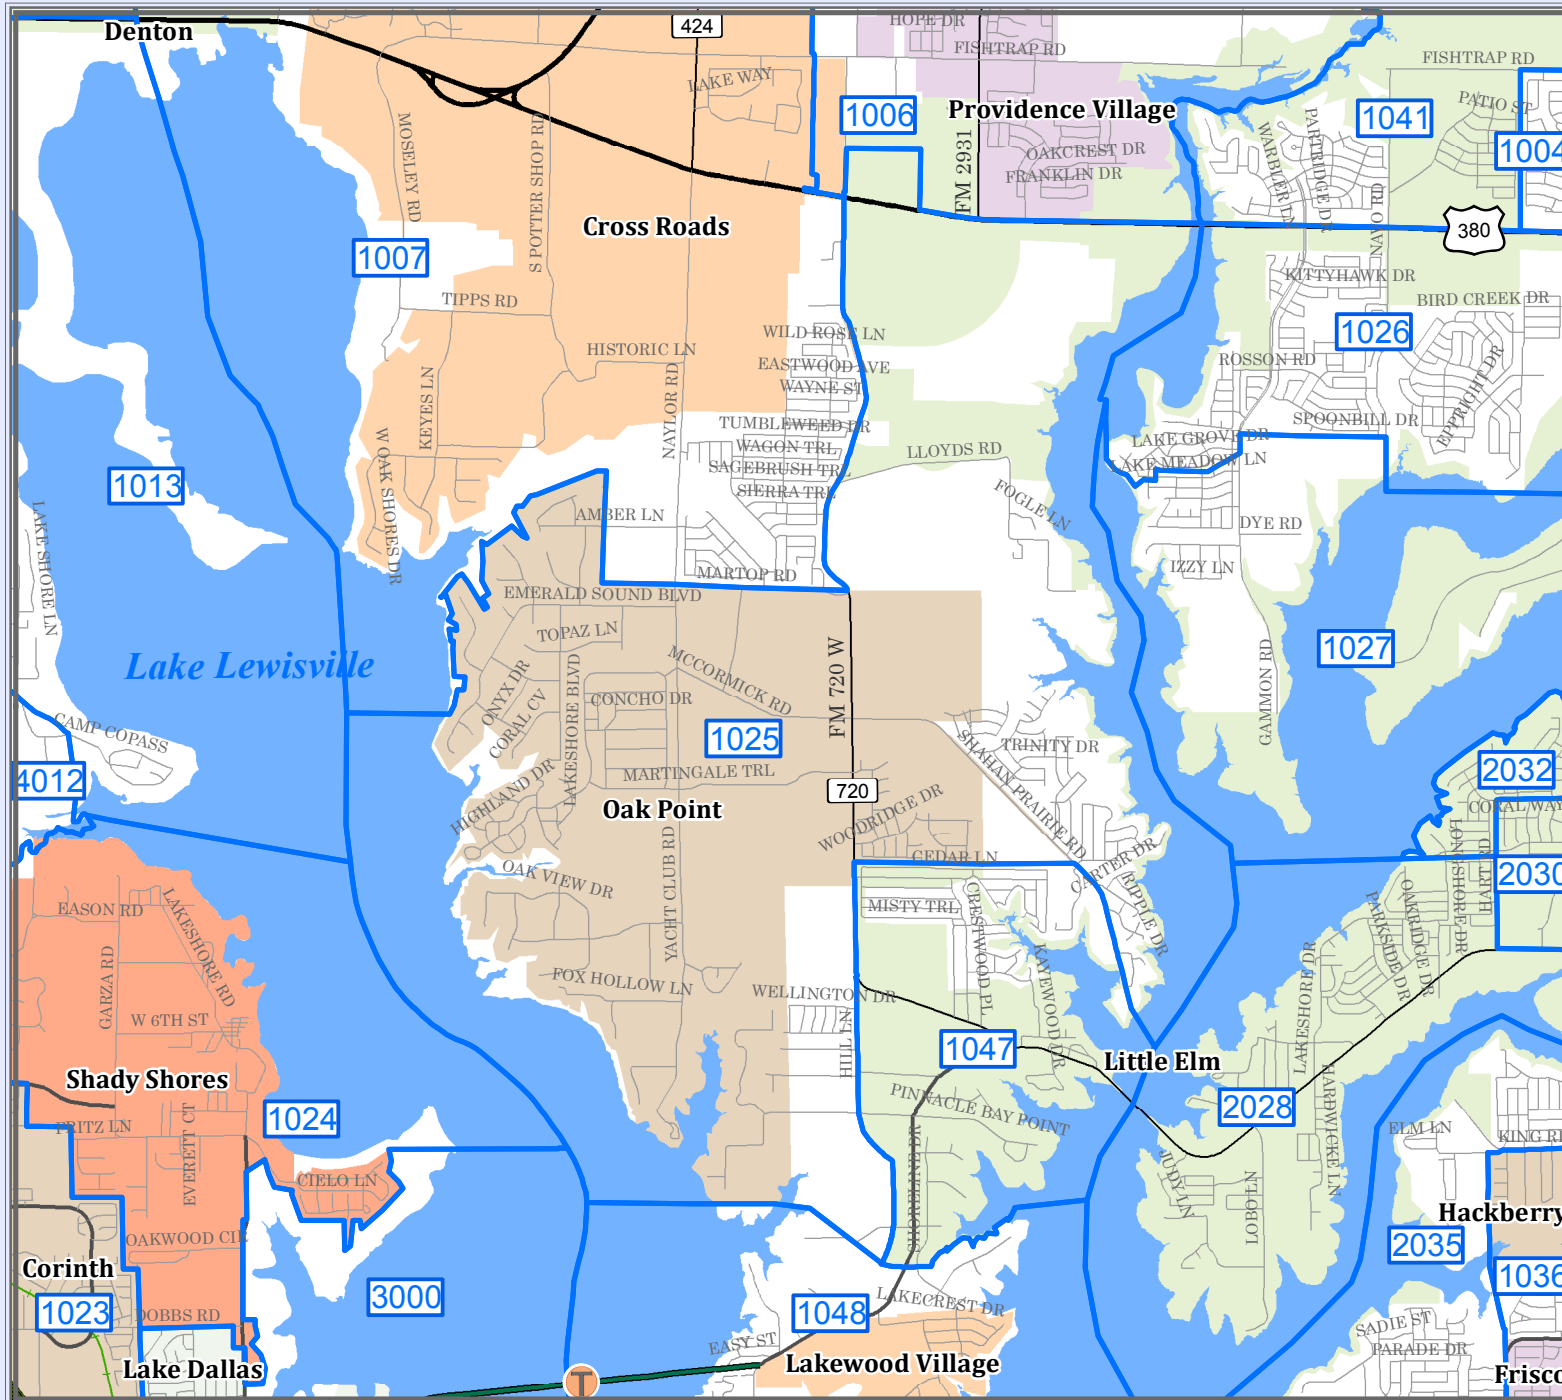 Denton
424
HOPE DR
FISHTRAP RD
FISHTRAP RD
LAKE WAY
1006
Providence Village
1041
PATIO ST
1004
MOSELEY RD
S POTTER SHOP RD
FM 2931
OAKCREST DR
FRANKLIN DR
WARBLER LN
PARTRIDGE DR
NAVO RD
Cross Roads
380
1007
TIPPS RD
KITTYHAWK DR
BIRD CREEK DR
WILD ROSE LN
1026
HISTORIC LN
EASTWOOD AVE
WAYNE ST
ROSSON RD
EPPRIGHT DR
KEYES LN
NAYLOR RD
TUMBLEWEED DR
SPOONBILL DR
WAGON TRL
LLOYDS RD
LAKE GROVE DR
SAGEBRUSH TRL
LAKE MEADOW LN
1013
W OAK SHORES DR
SIERRA TRL
FOGLE LN
AMBER LN
DYE RD
LAKE SHORE LN
MARTOP RD
IZZY LN
EMERALD SOUND BLVD
TOPAZ LN
1027
Lake Lewisville
MCCORMICK RD
FM 720 W
GAMMON RD
ONYX DR
CORAL CV
LAKESHORE BLVD
CONCHO DR
CAMP COPASS
1025
SHAHAN PRAIRIE RD
TRINITY DR
4012
MARTINGALE TRL
2032
HIGHLAND DR
720
Oak Point
WOODRIDGE DR
CORAL WAY
LONGSHORE DR
HART RD
CEDAR LN
CARTER DR
2030
OAK VIEW DR
YACHT CLUB RD
RIPPLE DR
EASON RD
LAKESHORE RD
MISTY TRL
CRESTWOOD PL
PARKSIDE DR
OAKRIDGE DR
GARZA RD
KAYEWOOD DR
LAKESHORE DR
FOX HOLLOW LN
WELLINGTON DR
W 6TH ST
HILL LN
1047
Little Elm
Shady Shores
PINNACLE BAY POINT
2028
HARDWICKE LN
1024
FRITZ LN
ELM LN
KING RD
EVERETT CT
CIELO LN
SHORELINE DR
JUDY LN
LOBO LN
Hackberry
OAKWOOD CIR
2035
Corinth
1036
3000
1023
DOBBS RD
1048
LAKECREST DR
SADIE ST
EASY ST
PARADE DR
Lake Dallas
T
Lakewood Village
Frisco